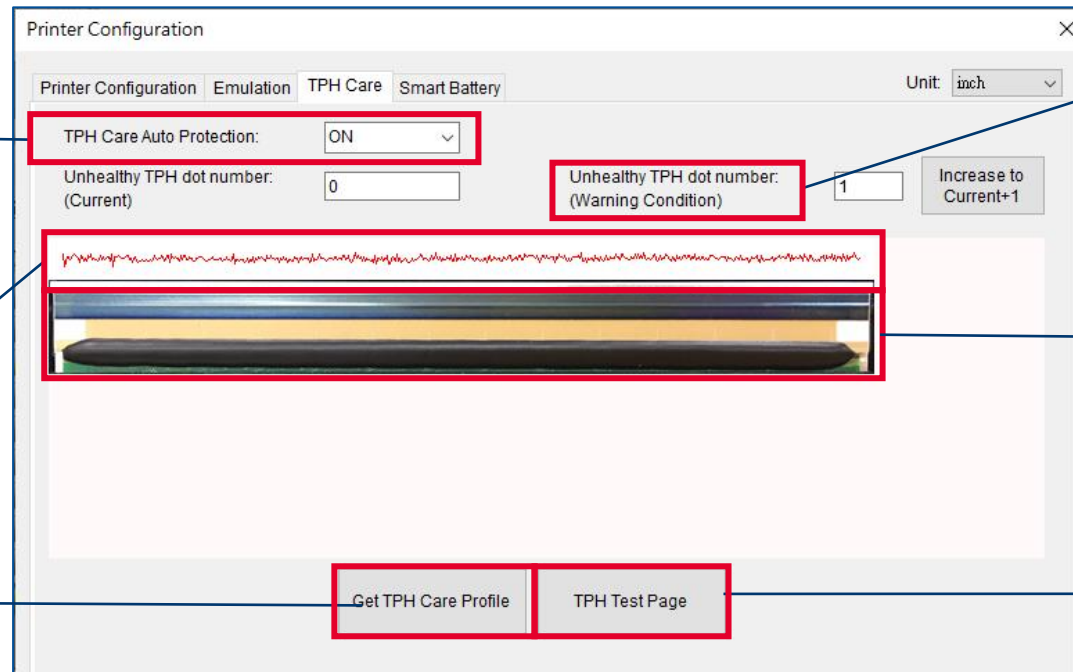 Printer Configuration
Printer Configuration Emulation TPH Care Smart Battery
Unit: inch
TPH Care Auto Protection: ON
Unhealthy TPH dot number:
(Current)
0
Unhealthy TPH dot number:
(Warning Condition)
1
Increase to
Current+1
Get TPH Care Profile
TPH Test Page